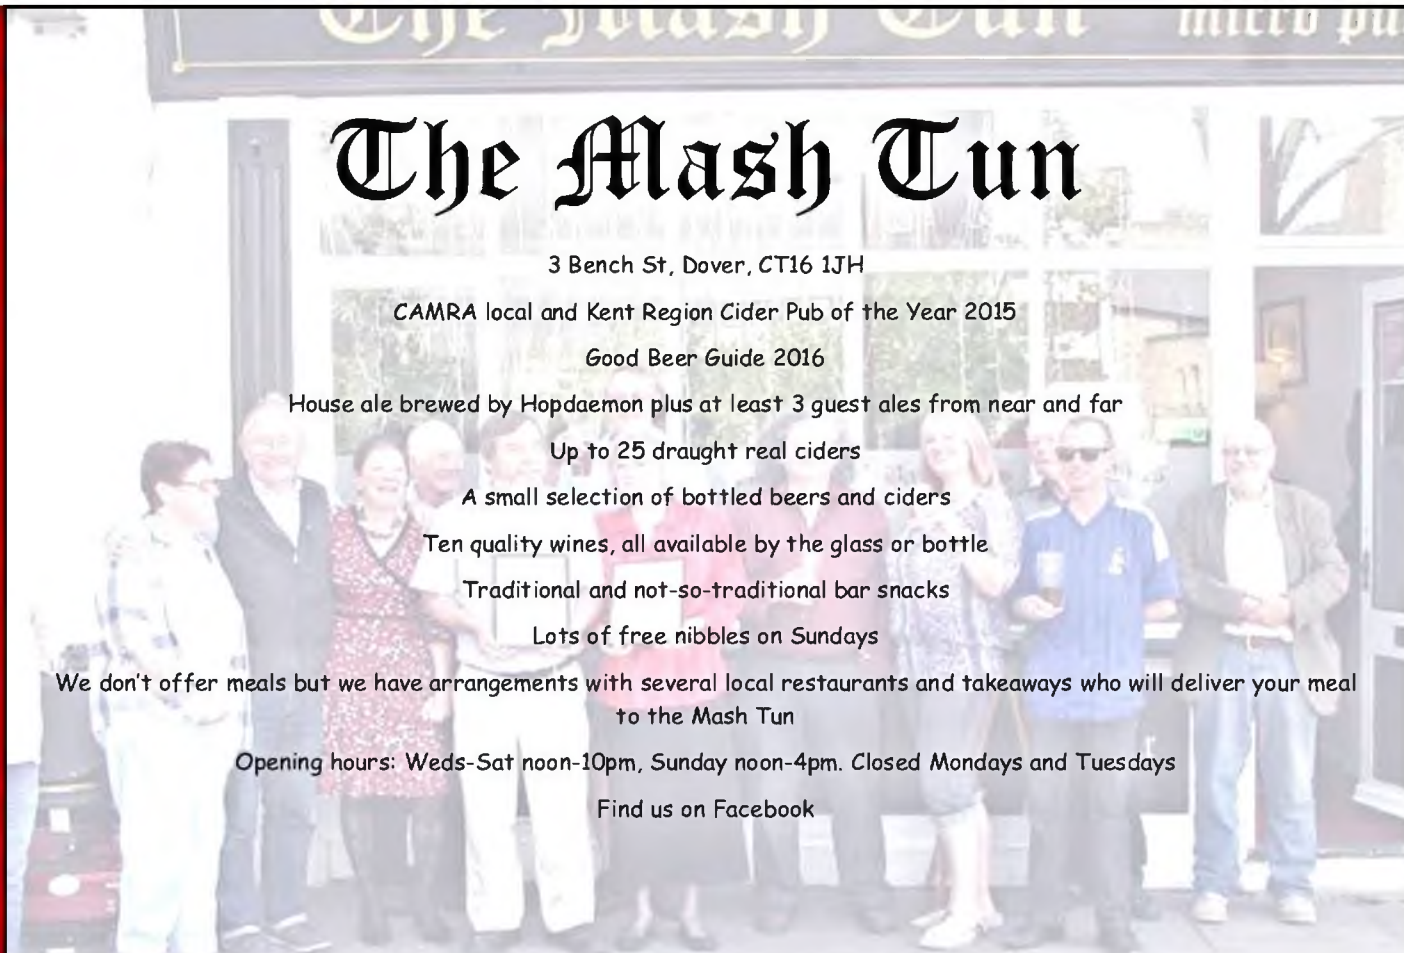 The Mash Tun micro pu
The Mash Tun
3 Bench St, Dover, CT16 1JH
CAMRA local and Kent Region Cider Pub of the Year 2015
Good Beer Guide 2016
House ale brewed by Hopdaemon plus at least 3 guest ales from near and far
Up to 25 draught real ciders
A small selection of bottled beers and ciders
Ten quality wines, all available by the glass or bottle
Traditional and not-so-traditional bar snacks
Lots of free nibbles on Sundays
We don't offer meals but we have arrangements with several local restaurants and takeaways who will deliver your meal
to the Mash Tun
Opening hours: Weds-Sat noon-10pm, Sunday noon-4pm. Closed Mondays and Tuesdays
Find us on Facebook